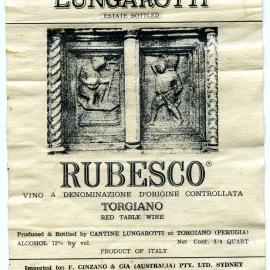 LUNGAROTTI
ESTATE BOTTLED
RUBESCO®
VINO A DENOMINAZIONE D'ORIGINE CONTROLLATA
TORGIANO
RED TABLE WINE
Produced & Bottled by CANTINE LUNGAROTTI at TORGIANO (PERUGIA)
ALCOHOL 12% by vol. Net Cont. 3/4 QUART
PRODUCT OF ITALY
Imported by: F. CINZANO & CIA (AUSTRALIA) PTY. LTD. SYDNEY